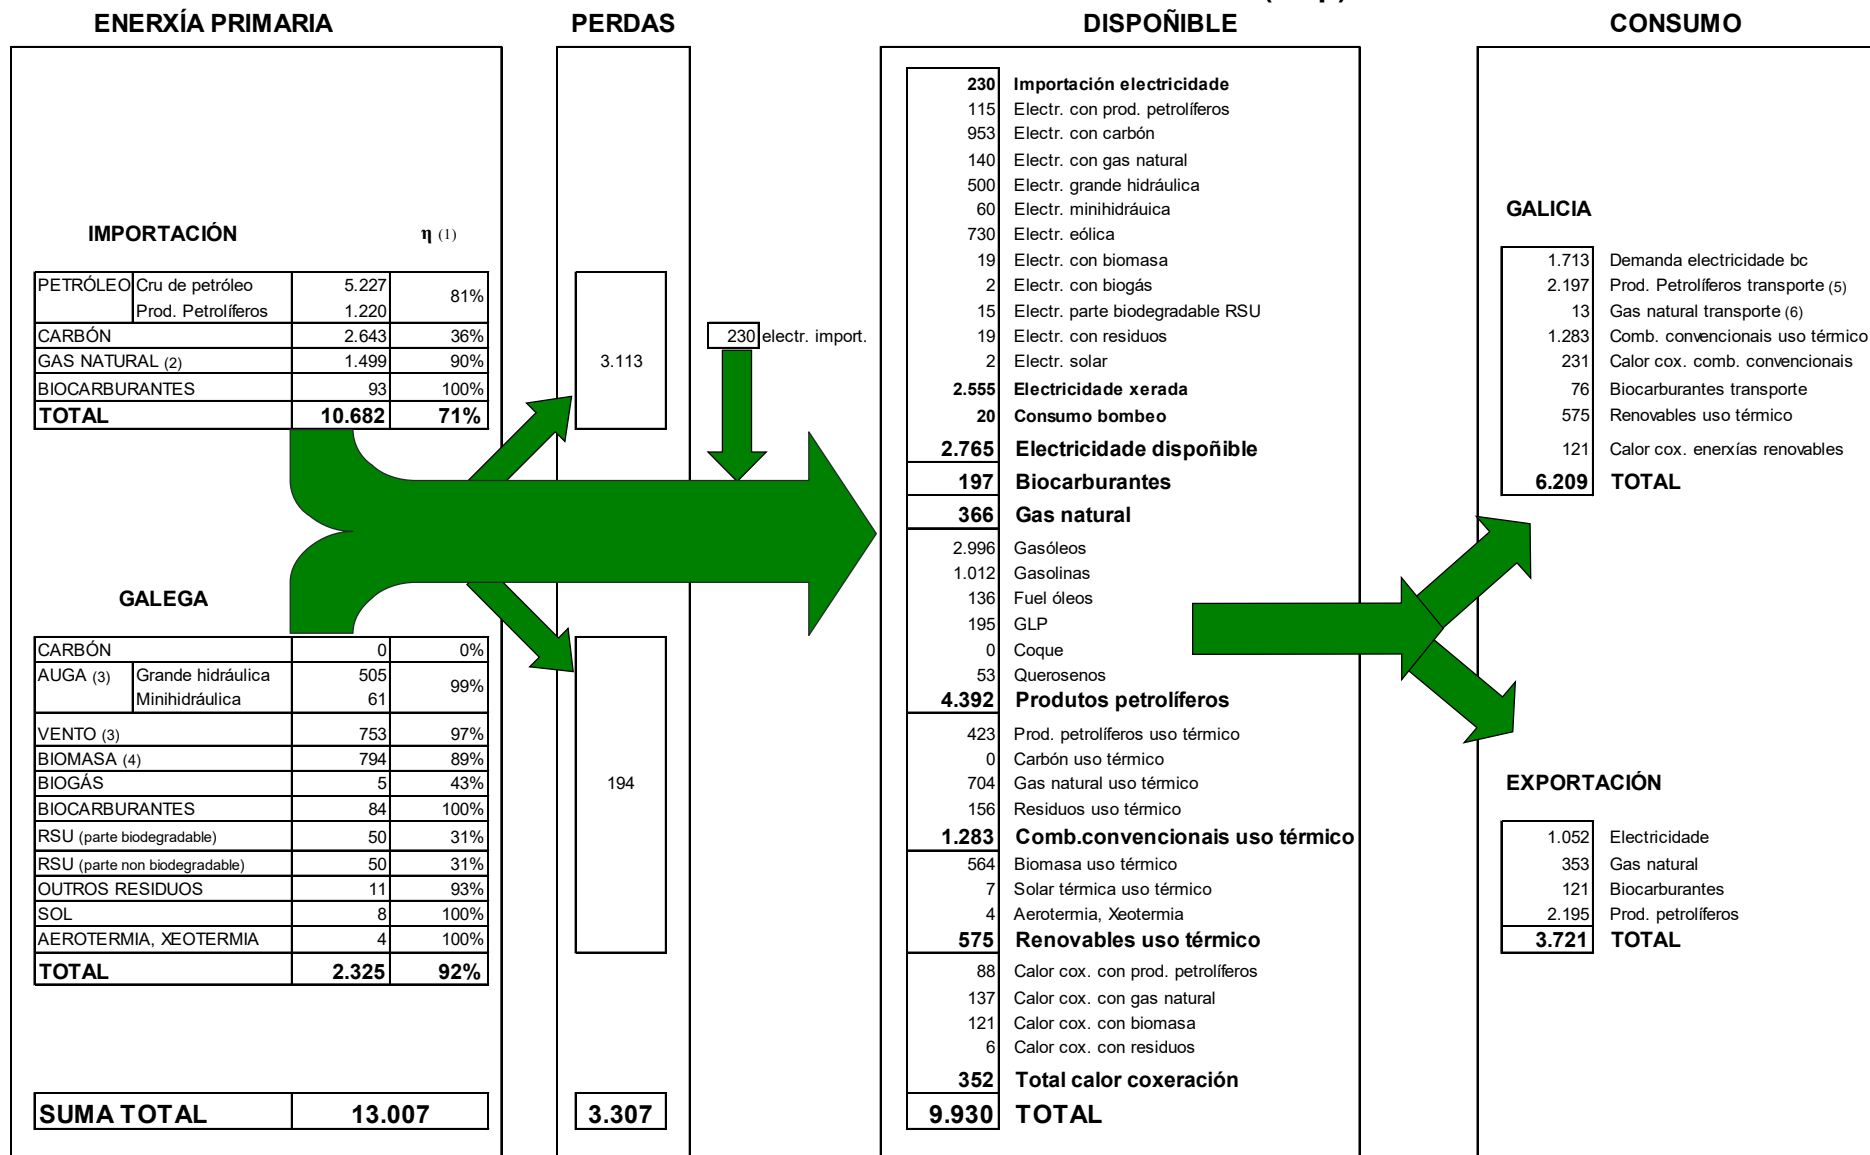 ENERXÍA PRIMARIA
PERDAS
DISPOÑIBLE
CONSUMO
IMPORTACIÓN η (1)
PETRÓLEO Cru de petróleo 5.227 81%
Prod. Petrolíferos 1.220
CARBÓN 2.643 36%
GAS NATURAL (2) 1.499 90%
BIOCARBURANTES 93 100%
TOTAL 10.682 71%
GALEGA
CARBÓN 0 0%
AUGA (3) Grande hidráulica 505 99%
Minihidráulica 61
VENTO (3) 753 97%
BIOMASA (4) 794 89%
BIOGÁS 5 43%
BIOCARBURANTES 84 100%
RSU (parte biodegradable) 50 31%
RSU (parte non biodegradable) 50 31%
OUTROS RESIDUOS 11 93%
SOL 8 100%
AEROTERMIA, XEOTERMIA 4 100%
TOTAL 2.325 92%
SUMA TOTAL 13.007
3.113
194
3.307
230 electr. import.
230 Importación electricidade
115 Electr. con prod. petrolíferos
953 Electr. con carbón
140 Electr. con gas natural
500 Electr. grande hidráulica
60 Electr. minihidráuica
730 Electr. eólica
19 Electr. con biomasa
2 Electr. con biogás
15 Electr. parte biodegradable RSU
19 Electr. con residuos
2 Electr. solar
2.555 Electricidade xerada
20 Consumo bombeo
2.765 Electricidade dispoñible
197 Biocarburantes
366 Gas natural
2.996 Gasóleos
1.012 Gasolinas
136 Fuel óleos
195 GLP
0 Coque
53 Querosenos
4.392 Produtos petrolíferos
423 Prod. petrolíferos uso térmico
0 Carbón uso térmico
704 Gas natural uso térmico
156 Residuos uso térmico
1.283 Comb.convencionais uso térmico
564 Biomasa uso térmico
7 Solar térmica uso térmico
4 Aerotermia, Xeotermia
575 Renovables uso térmico
88 Calor cox. con prod. petrolíferos
137 Calor cox. con gas natural
121 Calor cox. con biomasa
6 Calor cox. con residuos
352 Total calor coxeración
9.930 TOTAL
GALICIA
1.713 Demanda electricidade bc
2.197 Prod. Petrolíferos transporte (5)
13 Gas natural transporte (6)
1.283 Comb. convencionais uso térmico
231 Calor cox. comb. convencionais
76 Biocarburantes transporte
575 Renovables uso térmico
121 Calor cox. enerxías renovables
6.209 TOTAL
EXPORTACIÓN
1.052 Electricidade
353 Gas natural
121 Biocarburantes
2.195 Prod. petrolíferos
3.721 TOTAL